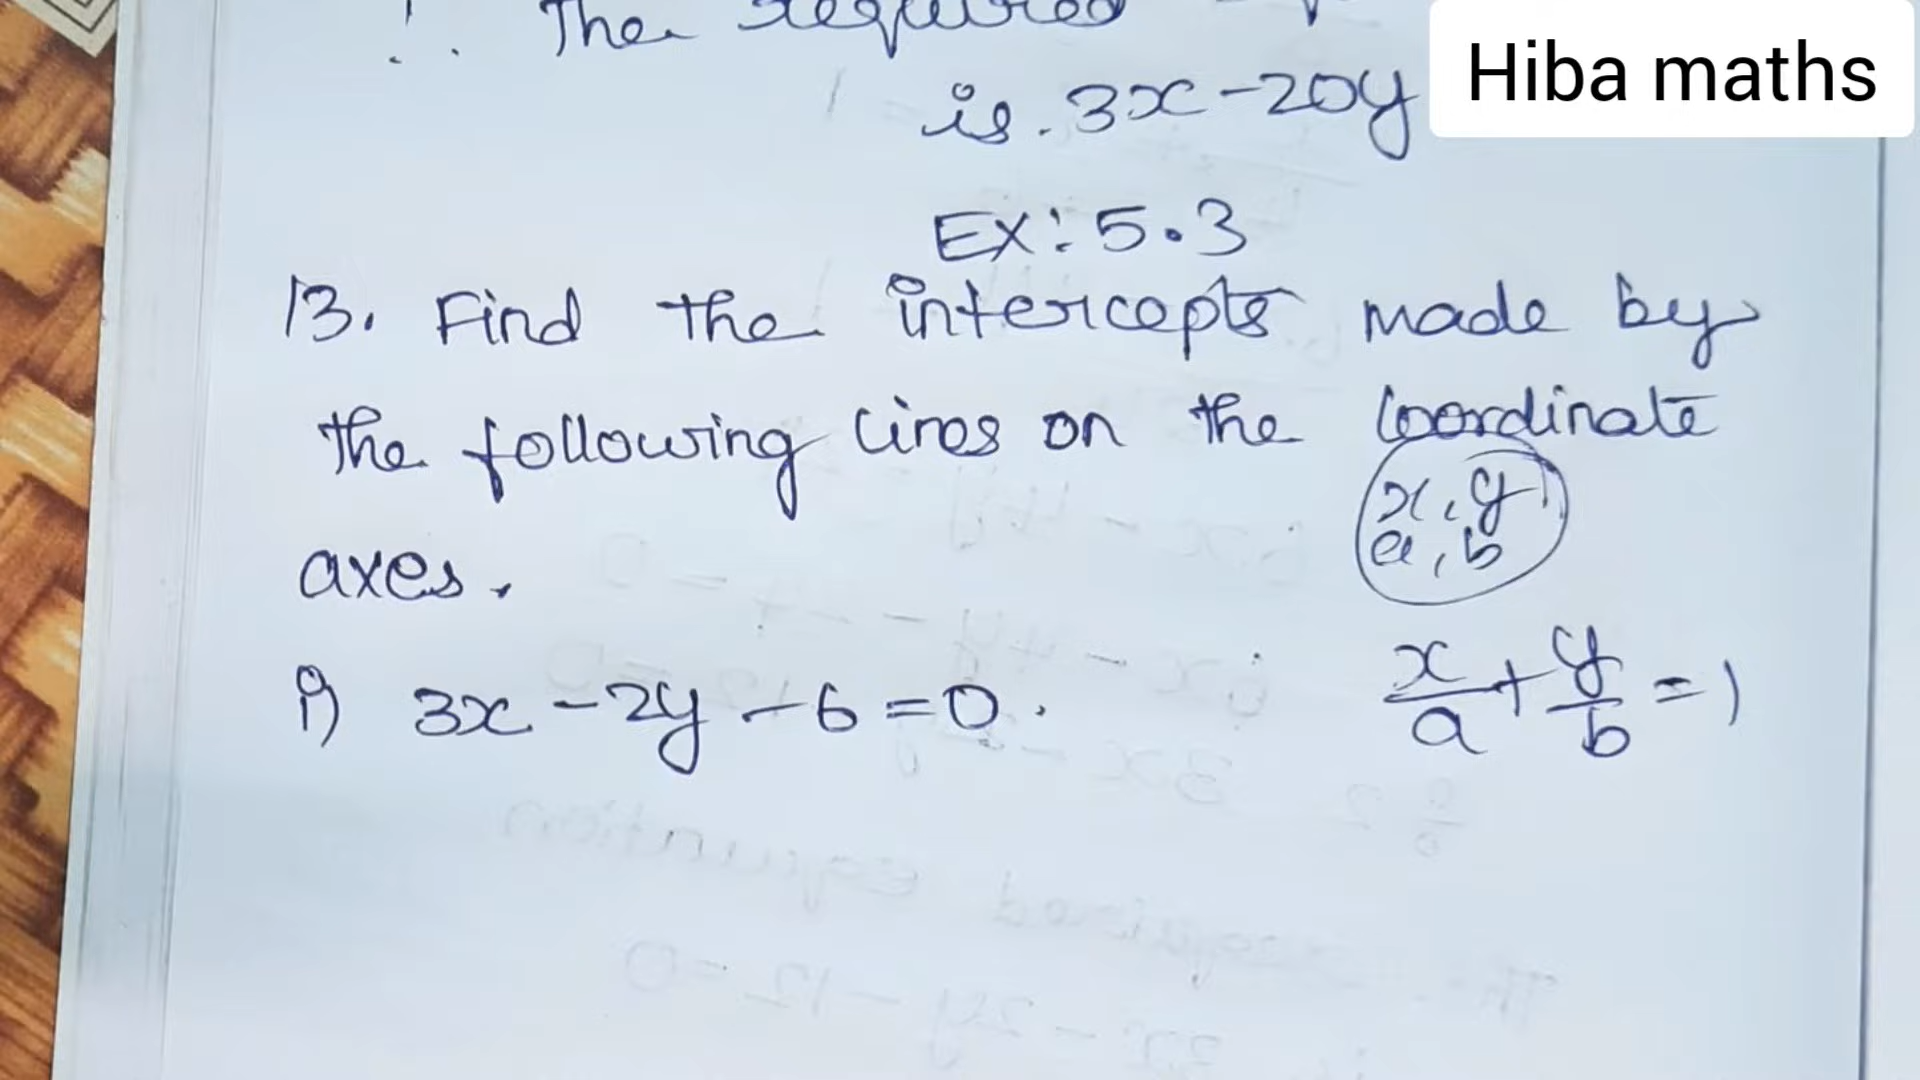 ∴ The required
is 3x-20y
Hiba maths
Ex: 5.3
13. Find the intercepts made by
the following lines on the coordinate
axes.
x, y
a, b
i) 3x-2y-6=0.
x/a + y/b = 1